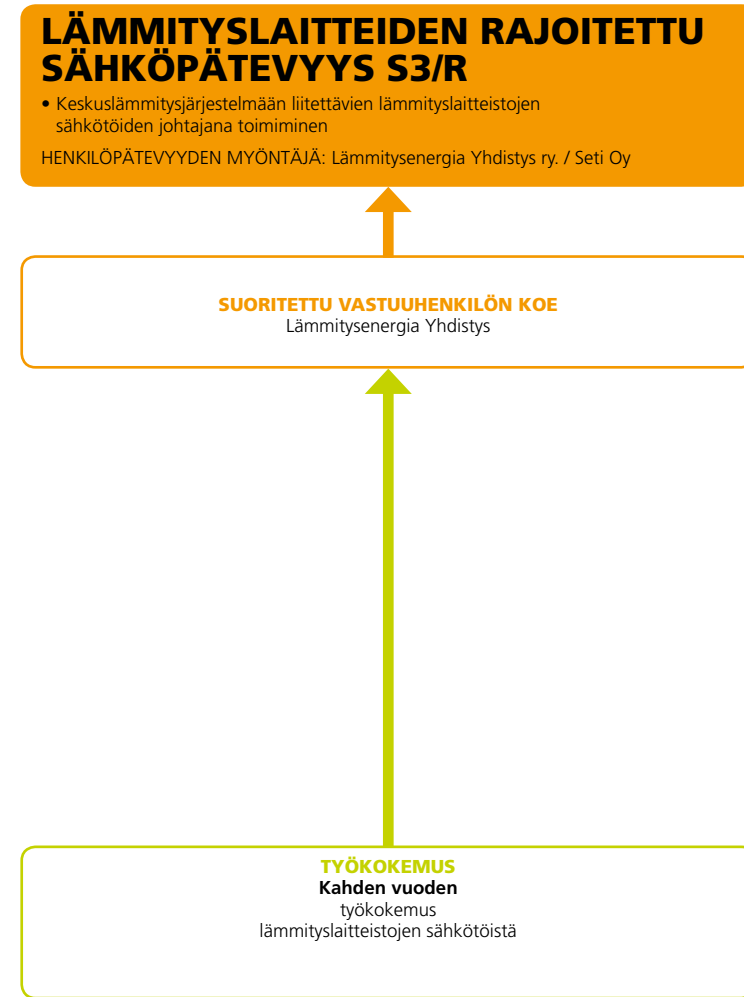 LÄMMITYSLAITTEIDEN RAJOITETTU
SÄHKÖPÄTEVYYS S3/R
• Keskuslämmitysjärjestelmään liitettävien lämmityslaitteistojen
sähkötöiden johtajana toimiminen
HENKILÖPÄTEVYYDEN MYÖNTÄJÄ: Lämmitysenergia Yhdistys ry. / Seti Oy
SUORITETTU VASTUUHENKILÖN KOE
Lämmitysenergia Yhdistys
TYÖKOKEMUS
Kahden vuoden
työkokemus
lämmityslaitteistojen sähkötöistä